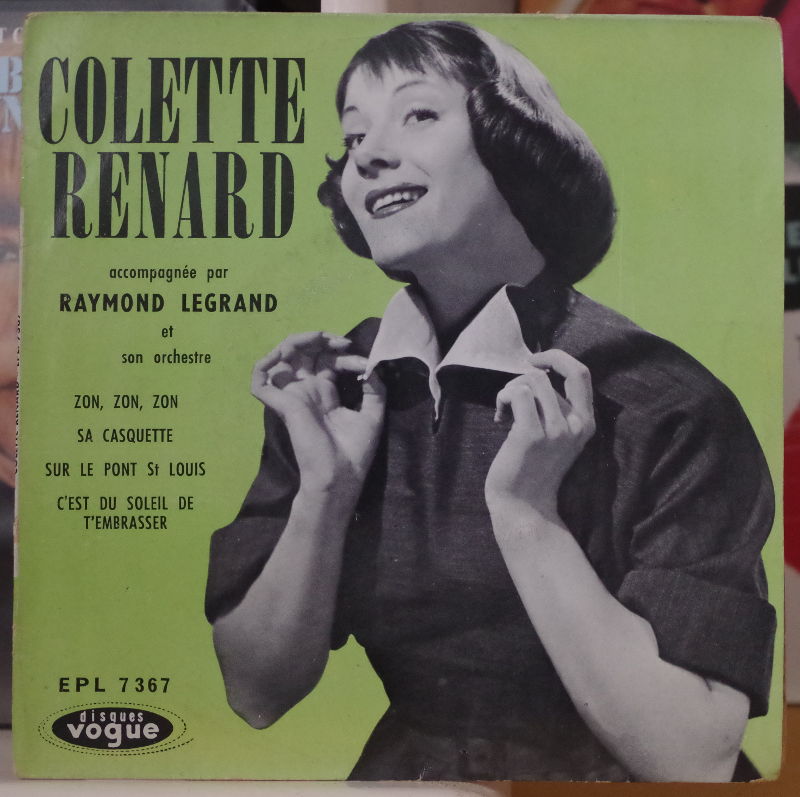 COLETTE
RENARD
accompagnée par
RAYMOND LEGRAND
et
son orchestre
ZON, ZON, ZON
SA CASQUETTE
SUR LE PONT St LOUIS
C'EST DU SOLEIL DE
T'EMBRASSER
EPL 7367
disques
vogue